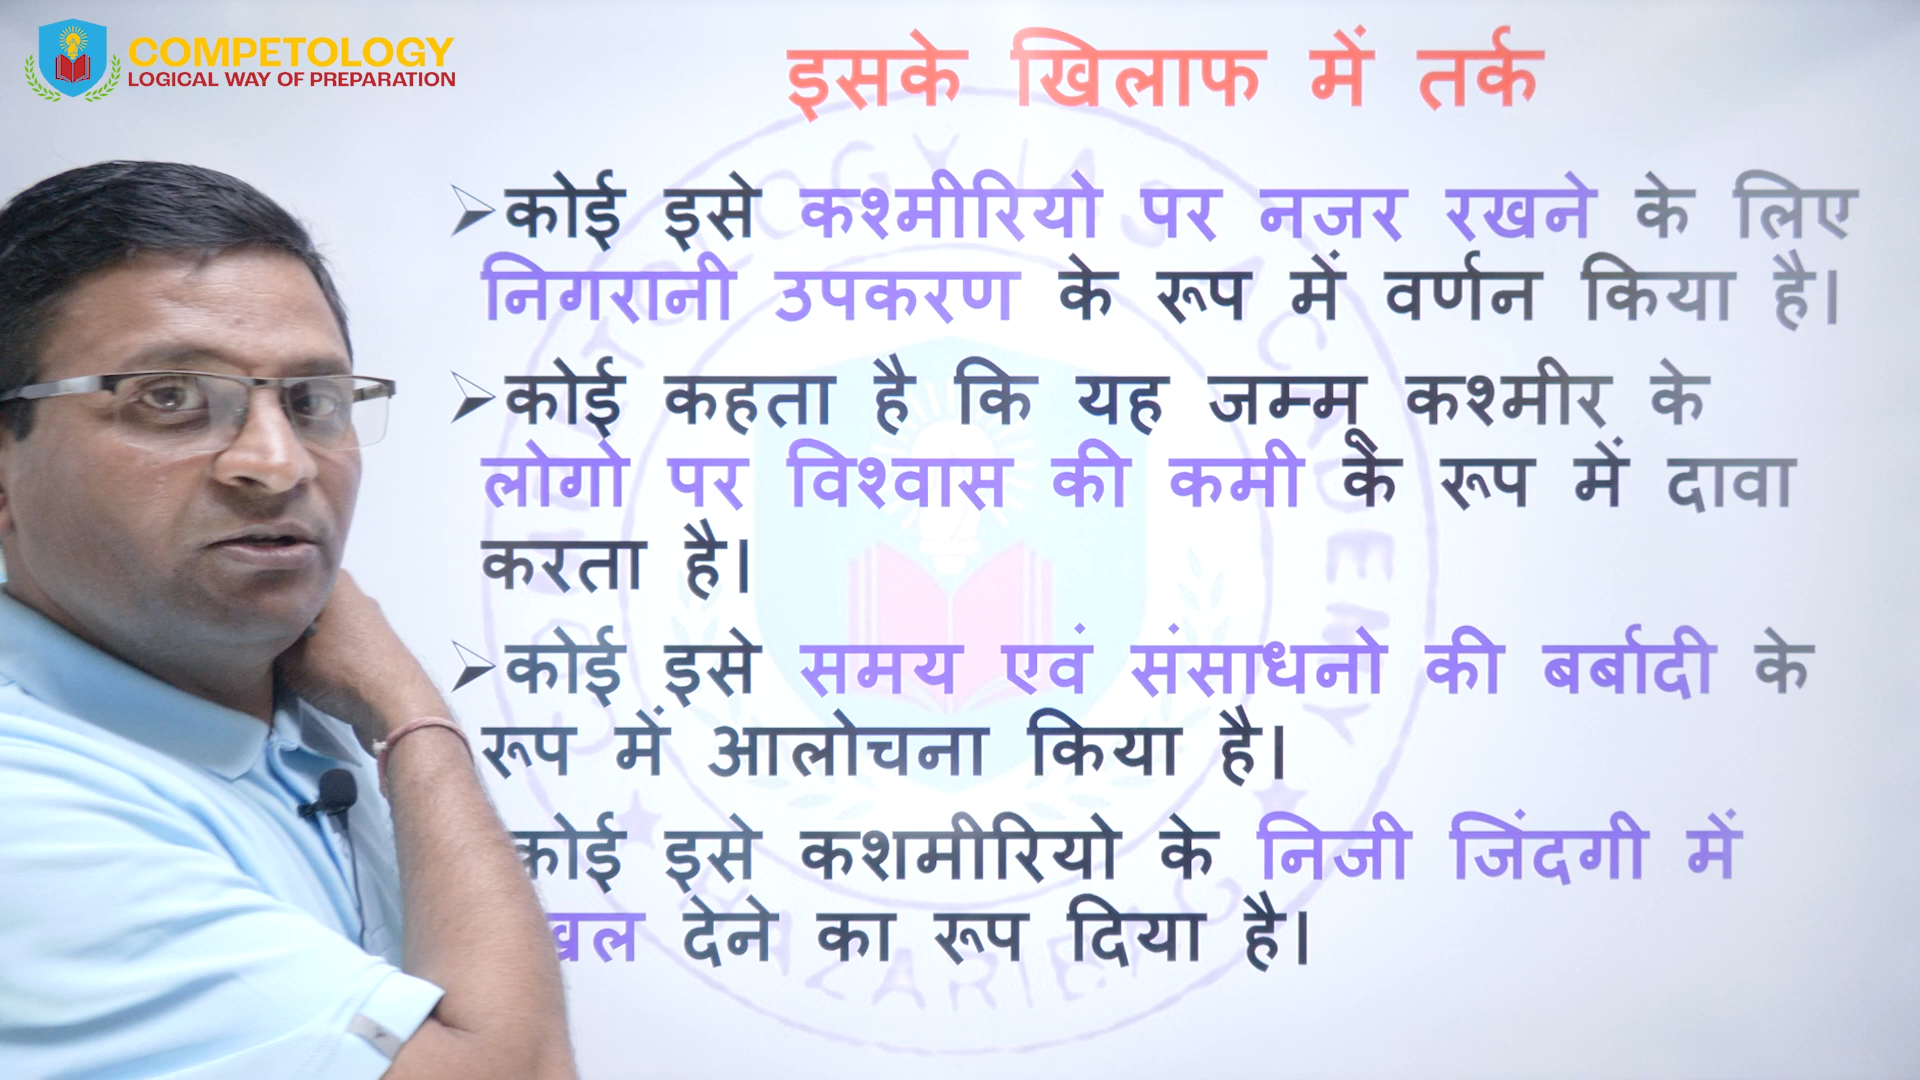 COMPETOLOGY
LOGICAL WAY OF PREPARATION
इसके खिलाफ में तर्क
कोई इसे कश्मीरियो पर नजर रखने के लिए
निगरानी उपकरण के रूप में वर्णन किया है।
कोई कहता है कि यह जम्मू कश्मीर के
लोगो पर विश्वास की कमी के रूप में दावा
करता है।
कोई इसे समय एवं संसाधनो की बर्बादी के
रूप में आलोचना किया है।
कोई इसे कशमीरियो के निजी जिंदगी में
देने का रूप दिया है।